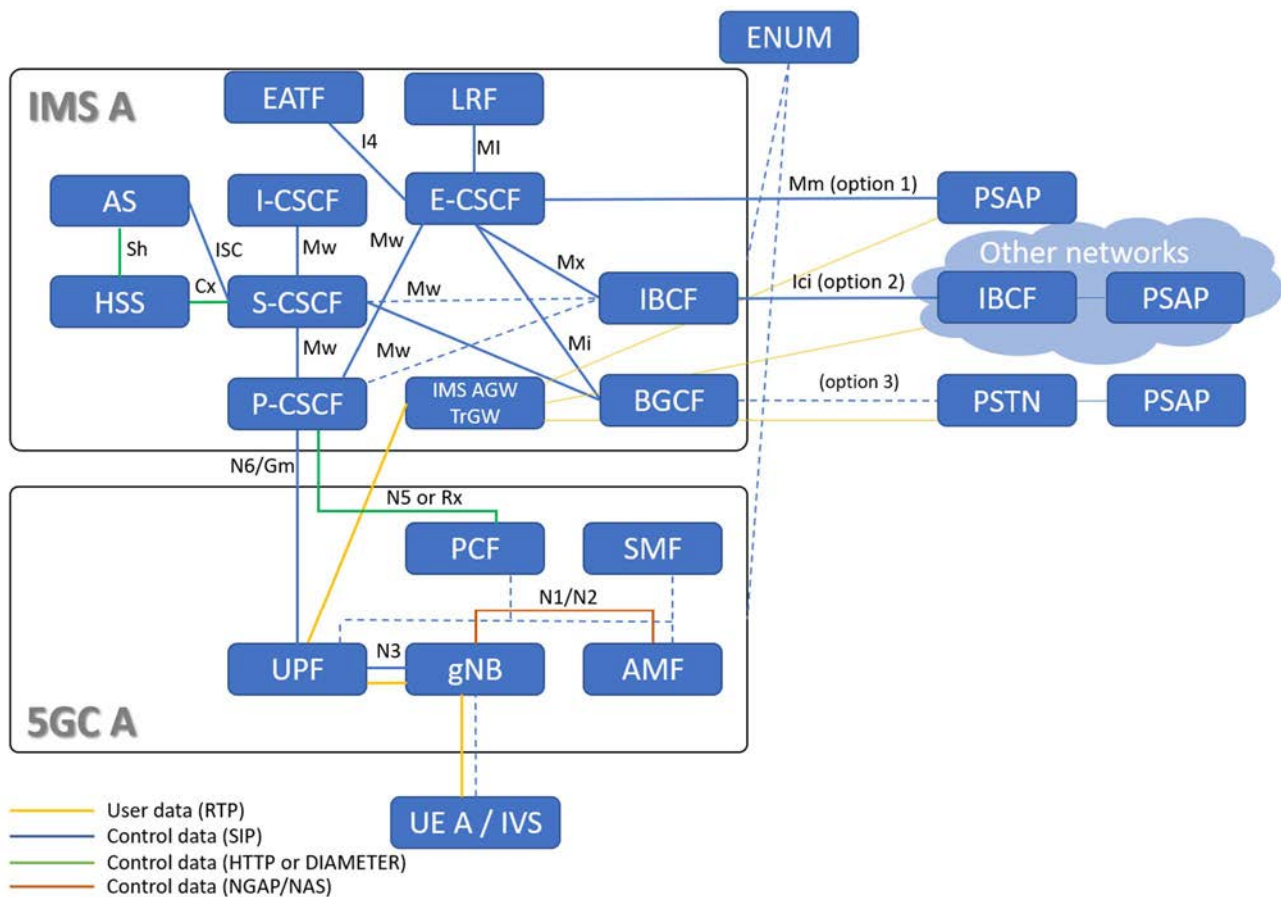 ENUM
IMS A
EATF
LRF
I4
MI
AS
I-CSCF
E-CSCF
Mm (option 1)
PSAP
Sh
ISC
Mw
Mw
Mx
Other networks
HSS
Cx
S-CSCF
Mw
IBCF
Ici (option 2)
IBCF
PSAP
Mw
Mw
Mi
P-CSCF
IMS AGW
TrGW
BGCF
(option 3)
PSTN
PSAP
N6/Gm
N5 or Rx
PCF
SMF
N1/N2
UPF
N3
gNB
AMF
5GC A
UE A / IVS
User data (RTP)
Control data (SIP)
Control data (HTTP or DIAMETER)
Control data (NGAP/NAS)